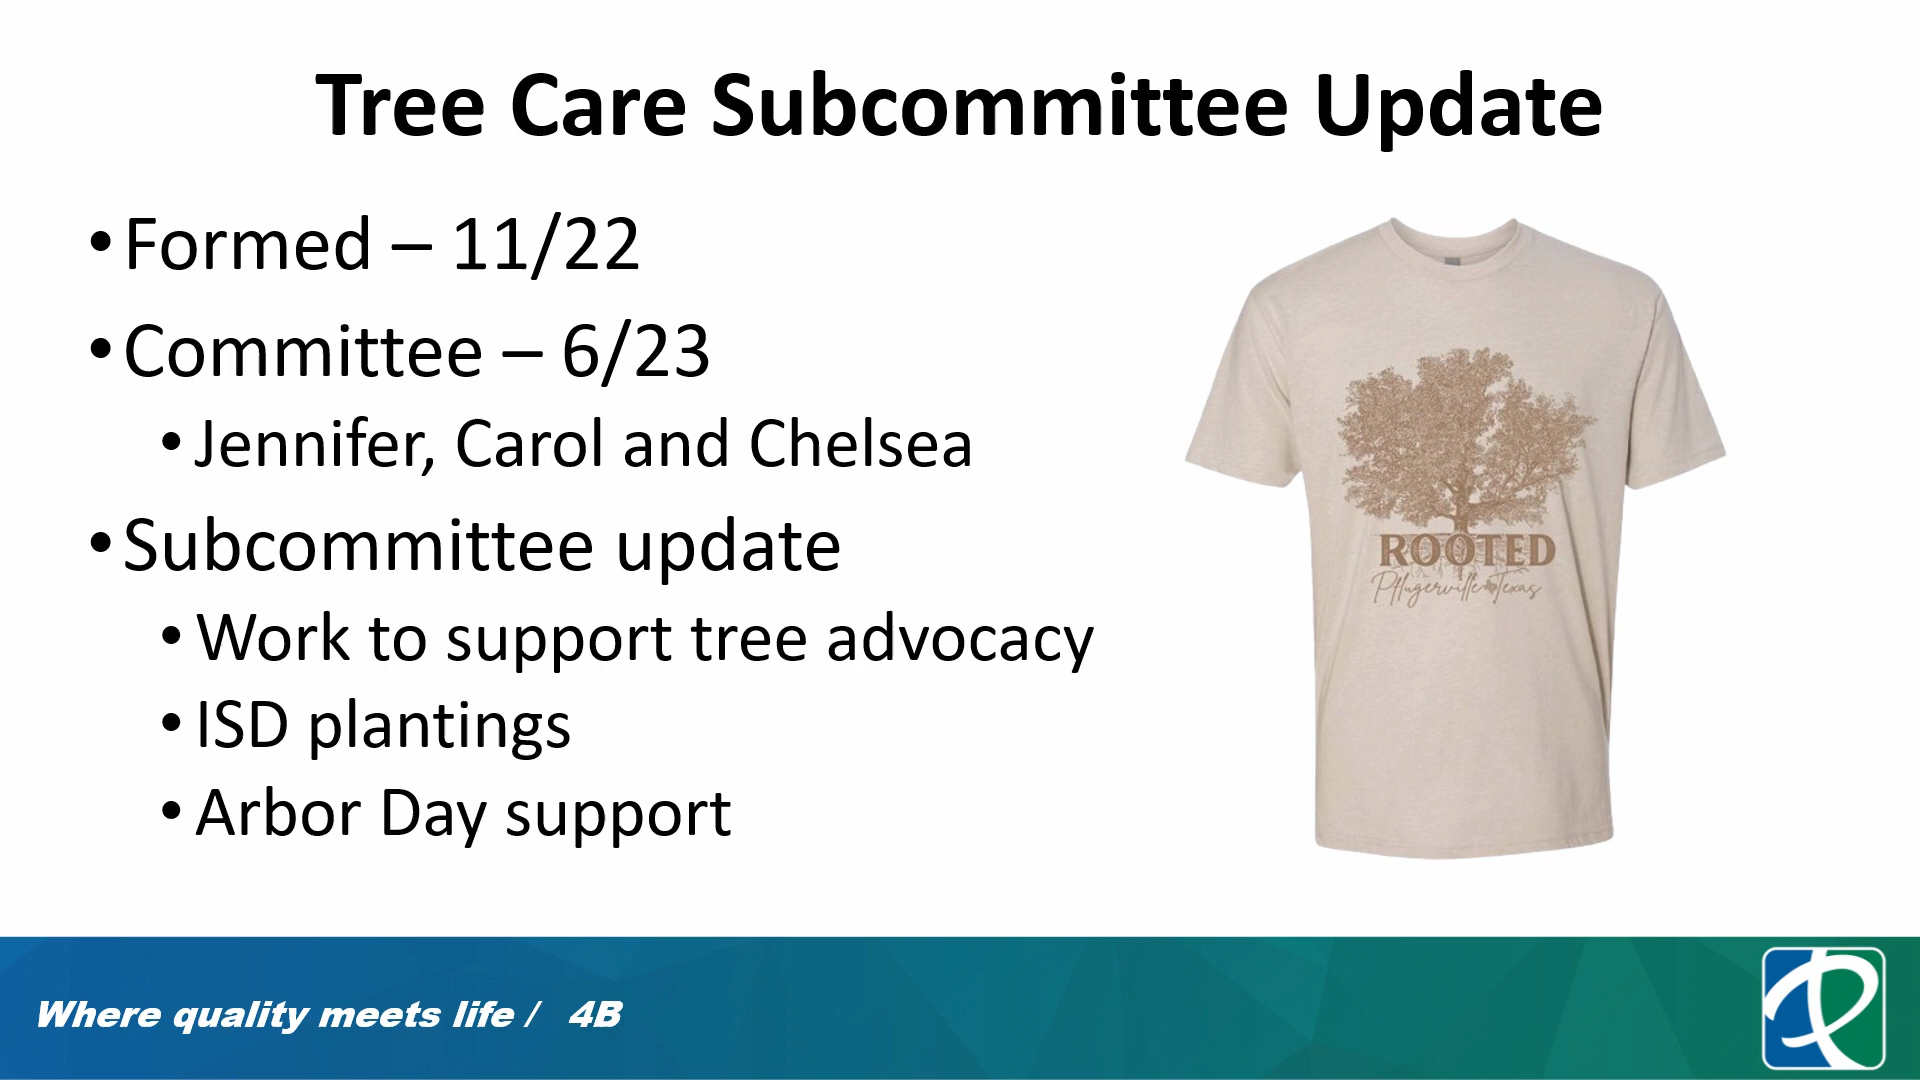 Tree Care Subcommittee Update
•Formed – 11/22
•Committee – 6/23
•Jennifer, Carol and Chelsea
•Subcommittee update
•Work to support tree advocacy
•ISD plantings
•Arbor Day support
ROOTED
Pflugerville Texas
Where quality meets life / 4B